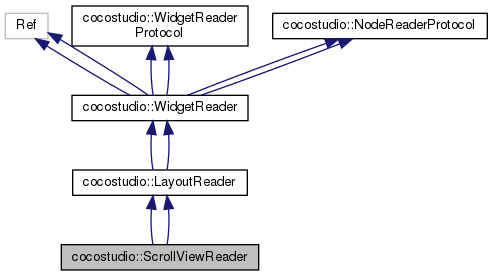 Ref
cocostudio::WidgetReader
Protocol
cocostudio::NodeReaderProtocol
cocostudio::WidgetReader
cocostudio::LayoutReader
cocostudio::ScrollViewReader